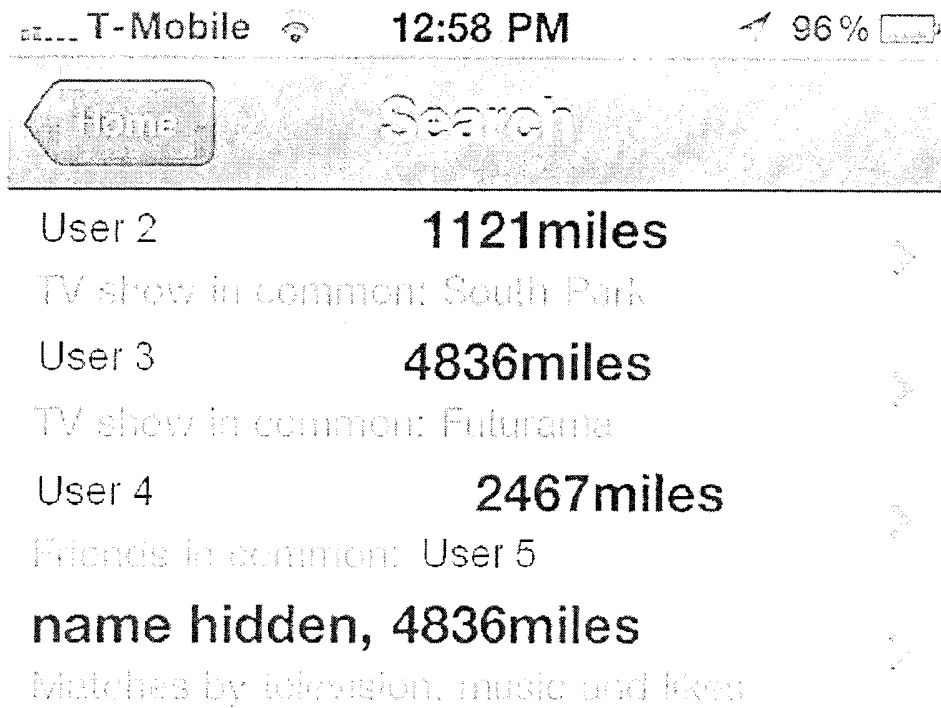 T-Mobile 12:58 PM 96%
Home Search
User 2 1121miles
TV show in common: South Park
User 3 4836miles
TV show in common: Futurama
User 4 2467miles
Friends in common: User 5
name hidden, 4836miles
Matches by television, music and likes